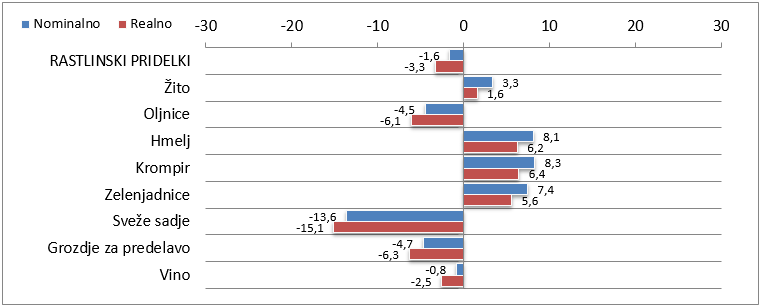 Nominalno Realno
-30 -20 -10 0 10 20 30
RASTLINSKI PRIDELKI -1,6
-3,3
Žito 3,3
1,6
Oljnice -4,5
-6,1
Hmelj 8,1
6,2
Krompir 8,3
6,4
Zelenjadnice 7,4
5,6
Sveže sadje -13,6
-15,1
Grozdje za predelavo -4,7
-6,3
Vino -0,8
-2,5